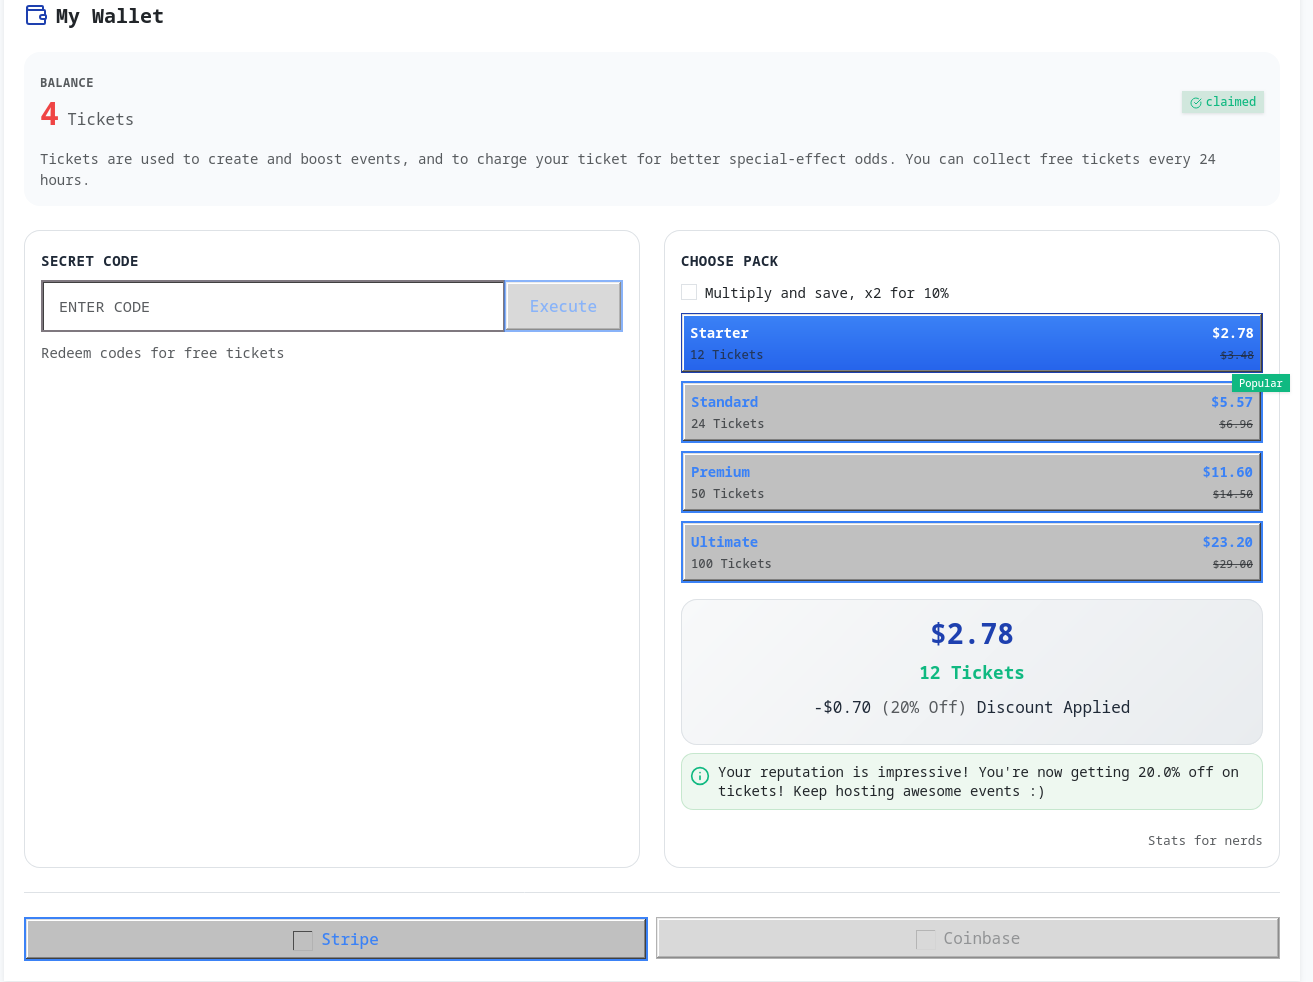 My Wallet
BALANCE
4 Tickets
claimed
Tickets are used to create and boost events, and to charge your ticket for better special-effect odds. You can collect free tickets every 24
hours.
SECRET CODE
ENTER CODE
Execute
Redeem codes for free tickets
CHOOSE PACK
Multiply and save, x2 for 10%
Starter $2.78
12 Tickets $3.48
Popular
Standard $5.57
24 Tickets $6.96
Premium $11.60
50 Tickets $14.50
Ultimate $23.20
100 Tickets $29.00
$2.78
12 Tickets
-$0.70 (20% Off) Discount Applied
Your reputation is impressive! You're now getting 20.0% off on
tickets! Keep hosting awesome events :)
Stats for nerds
Stripe
Coinbase